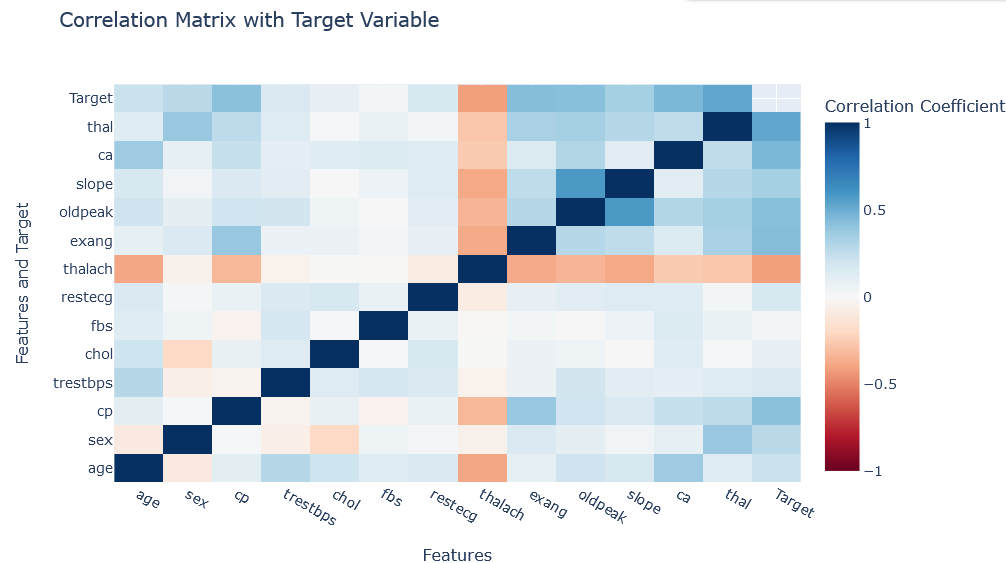 Correlation Matrix with Target Variable
Correlation Coefficient
1
0.5
0
−0.5
−1
Features and Target
Target
thal
ca
slope
oldpeak
exang
thalach
restecg
fbs
chol
trestbps
cp
sex
age
age
sex
cp
trestbps
chol
fbs
restecg
thalach
exang
oldpeak
slope
ca
thal
Target
Features